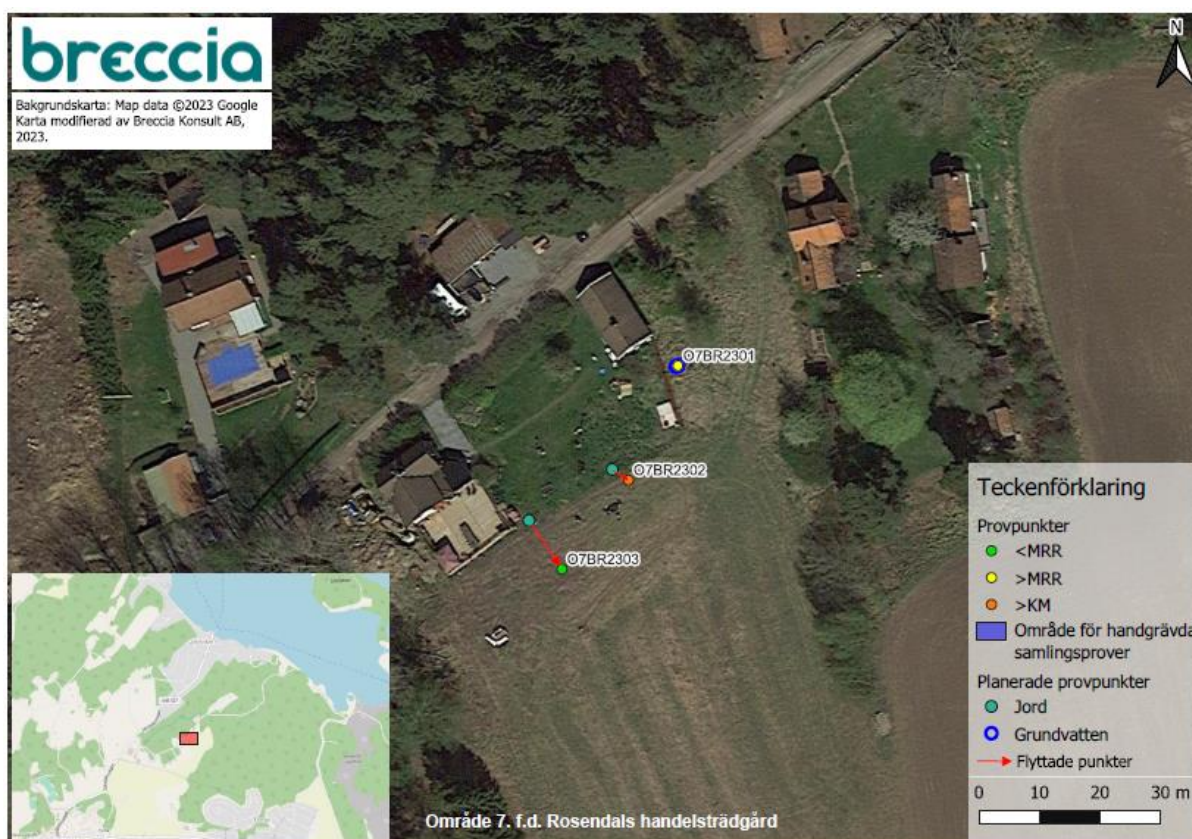 breccia
Bakgrundskarta: Map data ©2023 Google
Karta modifierad av Breccia Konsult AB,
2023.
N
O7BR2301
O7BR2302
O7BR2303
Teckenförklaring
Provpunkter
<MRR
>MRR
>KM
Område för handgrävda
samlingsprover
Planerade provpunkter
Jord
Grundvatten
Flyttade punkter
0 10 20 30 m
Område 7. f.d. Rosendals handelsträdgård